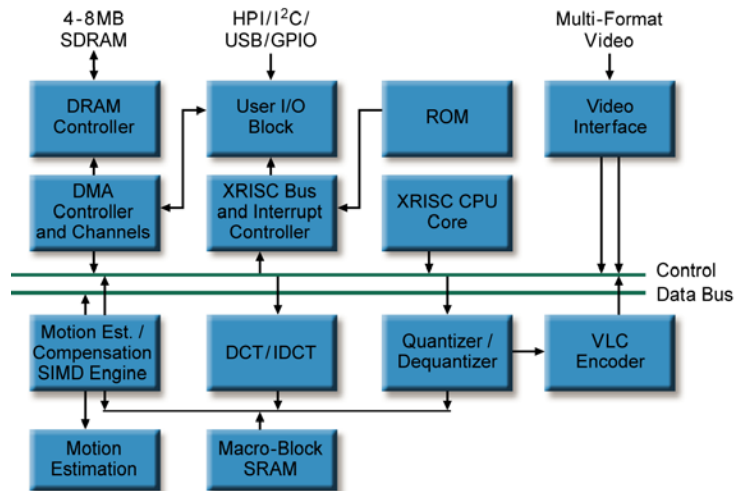 4-8MB
SDRAM
HPI/I²C/
USB/GPIO
Multi-Format
Video
DRAM
Controller
User I/O
Block
ROM
Video
Interface
DMA
Controller
and Channels
XRISC Bus
and Interrupt
Controller
XRISC CPU
Core
Control
Data Bus
Motion Est. /
Compensation
SIMD Engine
DCT/IDCT
Quantizer /
Dequantizer
VLC
Encoder
Motion
Estimation
Macro-Block
SRAM